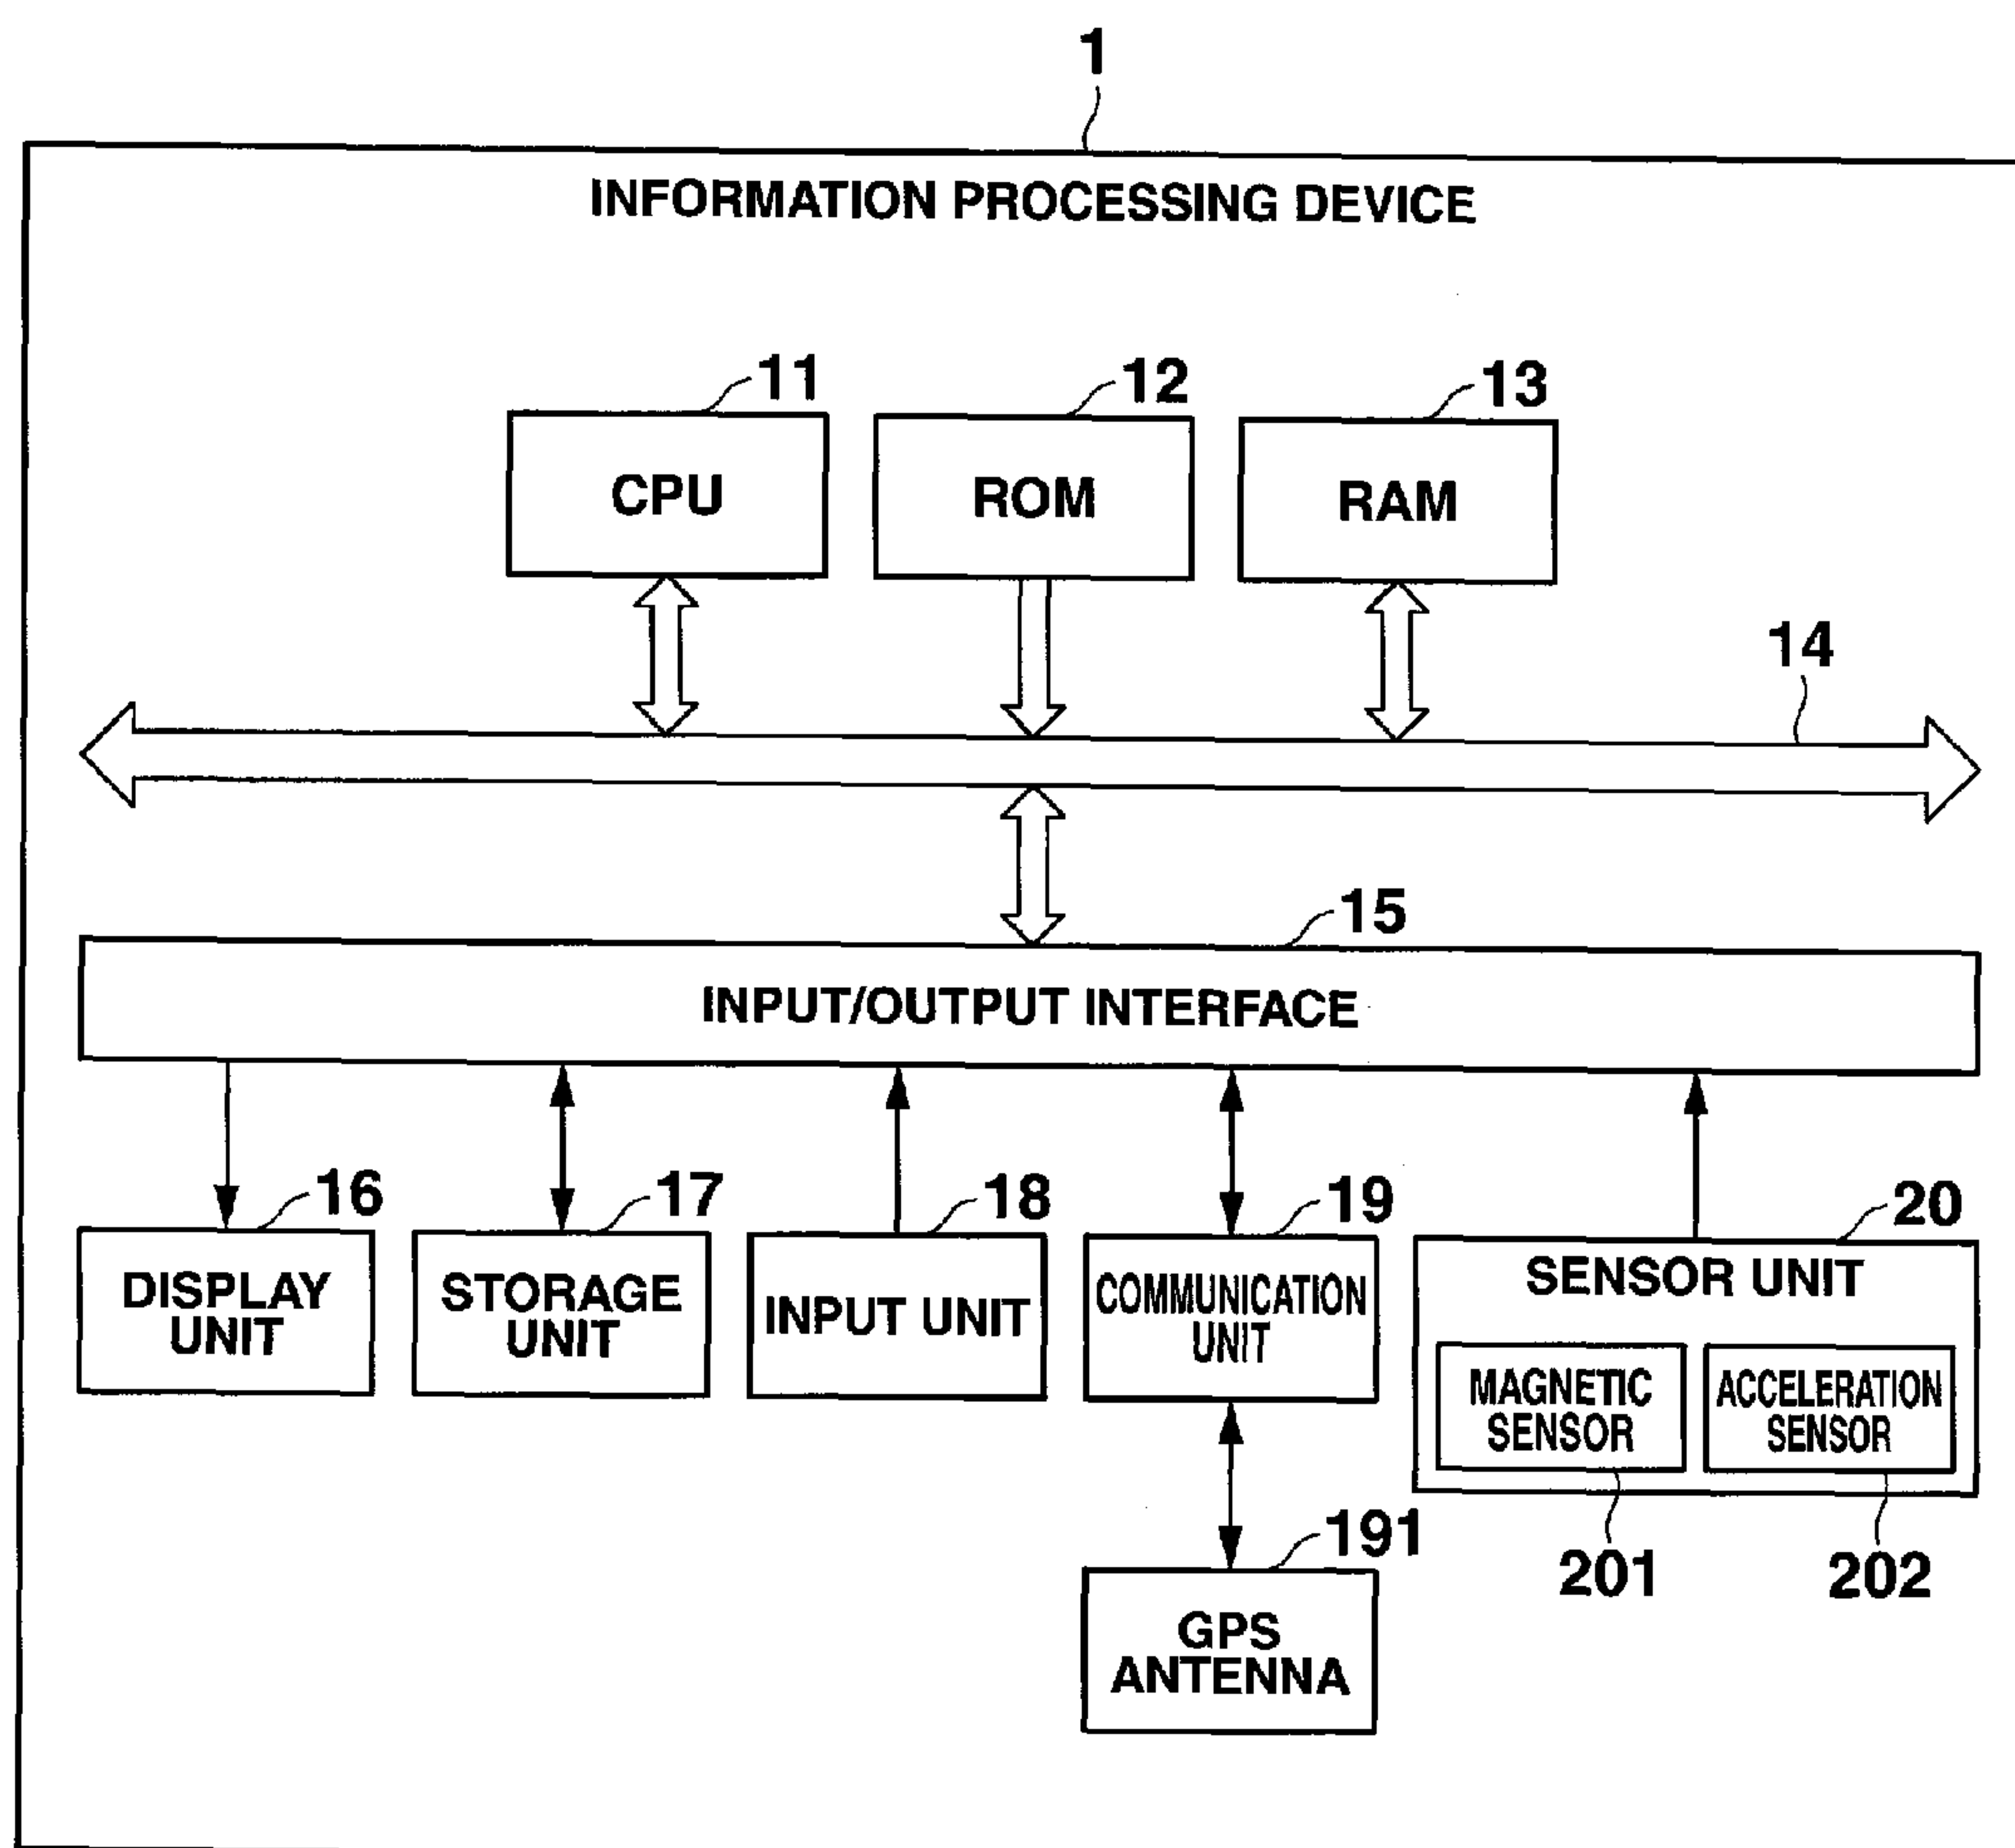 1
INFORMATION PROCESSING DEVICE
11
12
13
CPU
ROM
RAM
14
15
INPUT/OUTPUT INTERFACE
16
17
18
19
20
DISPLAY
UNIT
STORAGE
UNIT
INPUT UNIT
COMMUNICATION
UNIT
SENSOR UNIT
MAGNETIC
SENSOR
ACCELERATION
SENSOR
191
201
202
GPS
ANTENNA